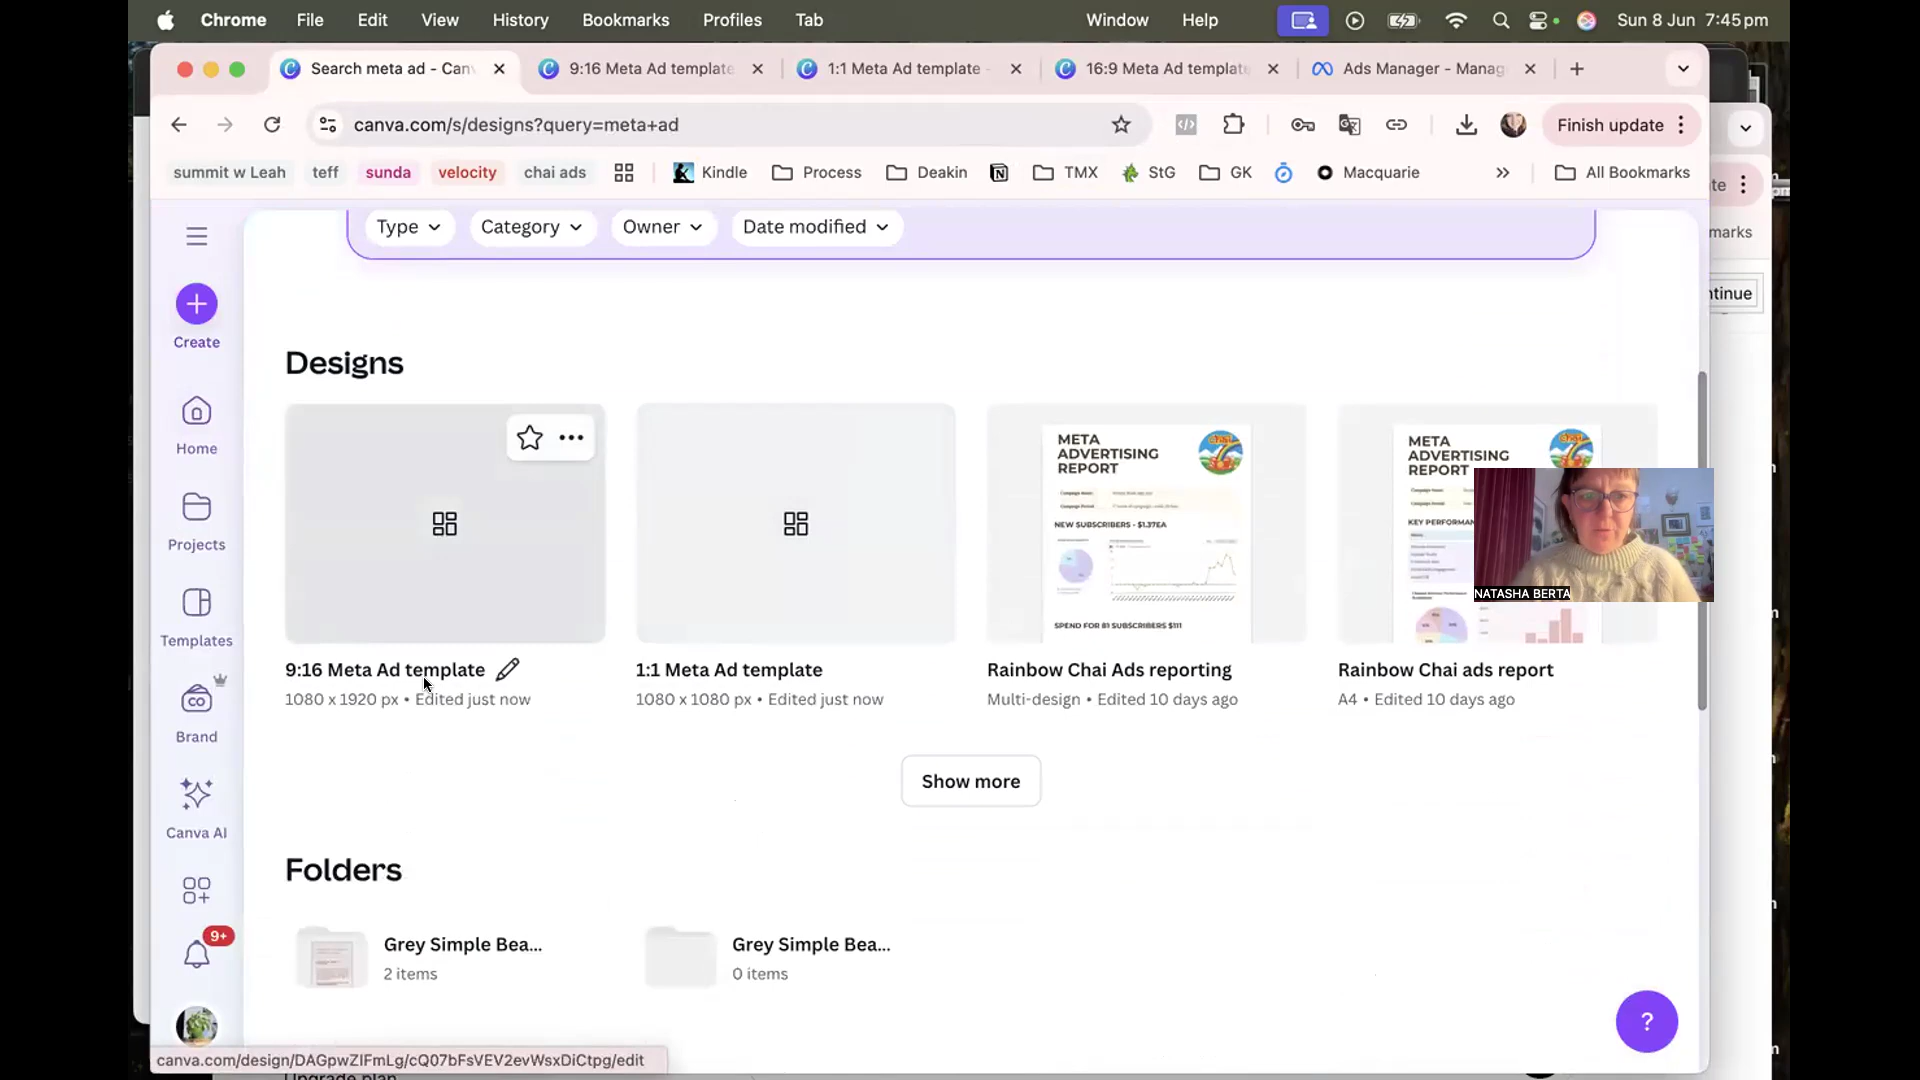 Chrome File Edit View History Bookmarks Profiles Tab Window Help Sun 8 Jun 7:45 pm
Search meta ad - Can 9:16 Meta Ad template 1:1 Meta Ad template - 16:9 Meta Ad template Ads Manager - Manag
canva.com/s/designs?query=meta+ad Finish update
summit w Leah teff sunda velocity chai ads Kindle Process Deakin TMX StG GK Macquarie » All Bookmarks
te
marks
ntinue
Type Category Owner Date modified
Create
Home
Projects
Templates
Brand
Canva AI
9+
Designs
META ADVERTISING REPORT
NEW SUBSCRIBERS - $1.37EA
SPEND FOR 81 SUBSCRIBERS $111
META ADVERTISING REPORT
KEY PERFORMAN
NATASHA BERTA
9:16 Meta Ad template 1:1 Meta Ad template Rainbow Chai Ads reporting Rainbow Chai ads report
1080 x 1920 px • Edited just now 1080 x 1080 px • Edited just now Multi-design • Edited 10 days ago A4 • Edited 10 days ago
Show more
Folders
Grey Simple Bea... Grey Simple Bea...
2 items 0 items
?
canva.com/design/DAGpwZIFmLg/cQ07bFsVEV2evWsxDiCtpg/edit
Upgrade plan